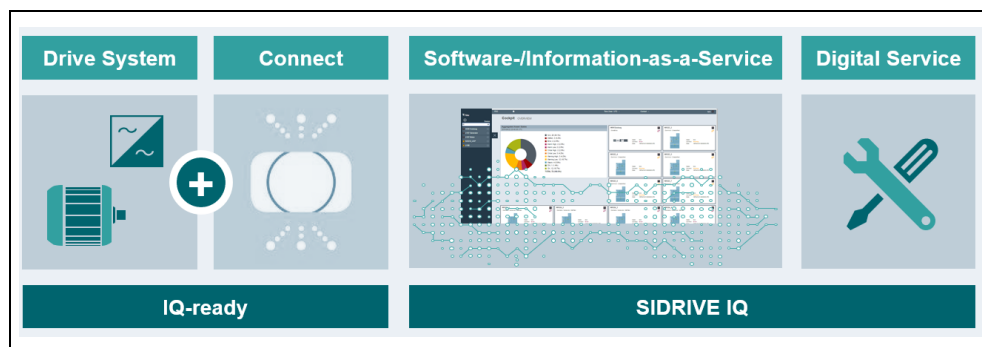 Drive System
Connect
Software-/Information-as-a-Service
Digital Service
IQ-ready
SIDRIVE IQ